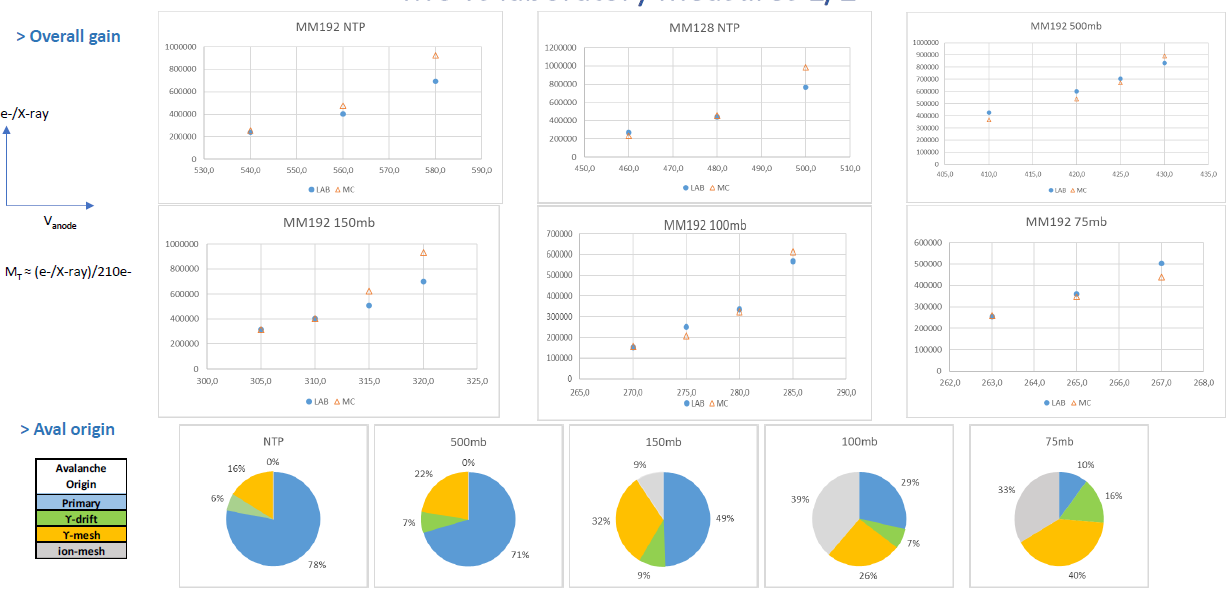 > Overall gain
e-/X-ray
V anode
M T ≈ (e-/X-ray)/210e-
MM192 NTP
1000000
800000
600000
400000
200000
0
530,0 540,0 550,0 560,0 570,0 580,0 590,0
LAB MC
MM128 NTP
1200000
1000000
800000
600000
400000
200000
0
450,0 460,0 470,0 480,0 490,0 500,0 510,0
LAB MC
MM192 500mb
1000000
900000
800000
700000
600000
500000
400000
300000
200000
100000
0
405,0 410,0 415,0 420,0 425,0 430,0 435,0
LAB MC
MM192 150mb
1000000
800000
600000
400000
200000
0
300,0 305,0 310,0 315,0 320,0 325,0
LAB MC
MM192 100mb
700000
600000
500000
400000
300000
200000
100000
0
265,0 270,0 275,0 280,0 285,0 290,0
LAB MC
MM192 75mb
600000
500000
400000
300000
200000
100000
0
262,0 263,0 264,0 265,0 266,0 267,0 268,0
LAB MC
> Aval origin
Avalanche
Origin
Primary
ϒ-drift
ϒ-mesh
ion-mesh
NTP
0%
16%
6%
78%
500mb
0%
22%
7%
71%
150mb
9%
32%
49%
9%
100mb
29%
39%
7%
26%
75mb
10%
33%
16%
40%